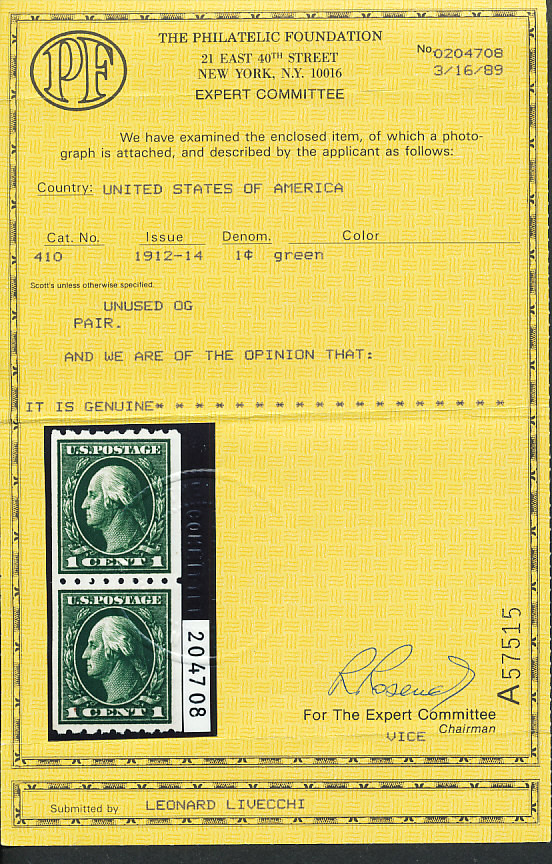 PF
THE PHILATELIC FOUNDATION
21 EAST 40TH STREET
NEW YORK, N.Y. 10016
EXPERT COMMITTEE
No. 0204708
3/16/89
We have examined the enclosed item, of which a photo-
graph is attached, and described by the applicant as follows:
Country: UNITED STATES OF AMERICA
Cat. No. Issue Denom. Color
410 1912-14 1¢ green
Scott's unless otherwise specified.
UNUSED OG
PAIR.
AND WE ARE OF THE OPINION THAT:
IT IS GENUINE* * * * * * * * * * * * * * * * * *
U.S. POSTAGE
1 CENT 1
U.S. POSTAGE
1 CENT 1
204708
A 57515
For The Expert Committee
VICE Chairman
Submitted by LEONARD LIVECCHI